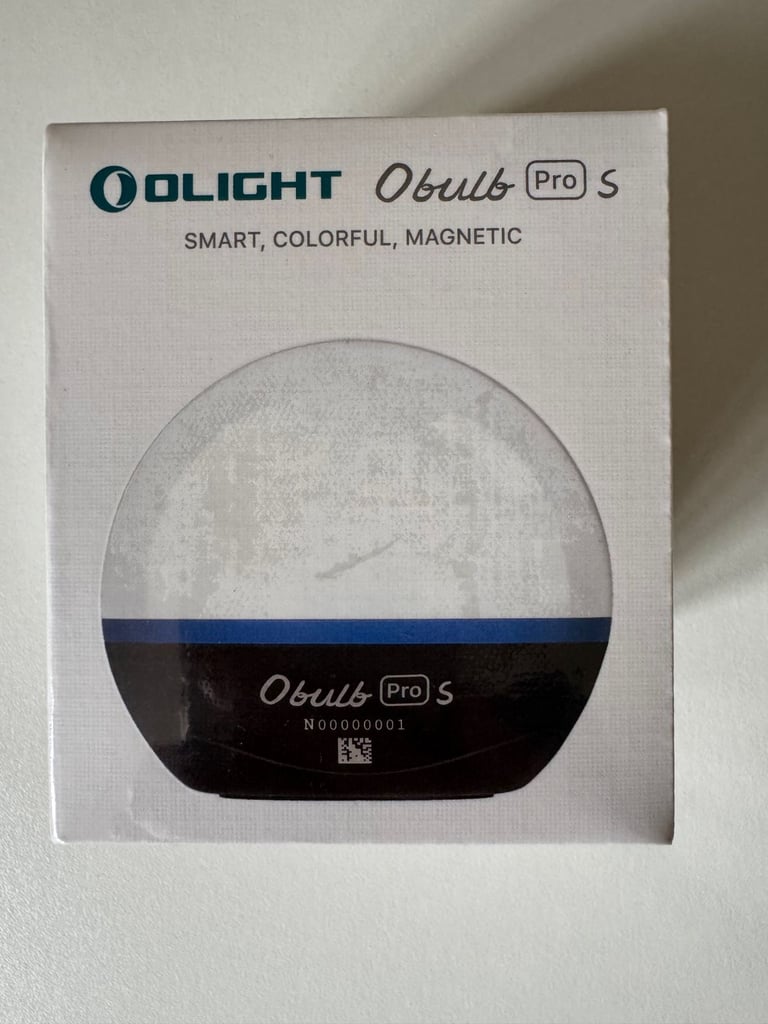 OLIGHT Obulb Pro S
SMART, COLORFUL, MAGNETIC
Obulb Pro S
N00000001